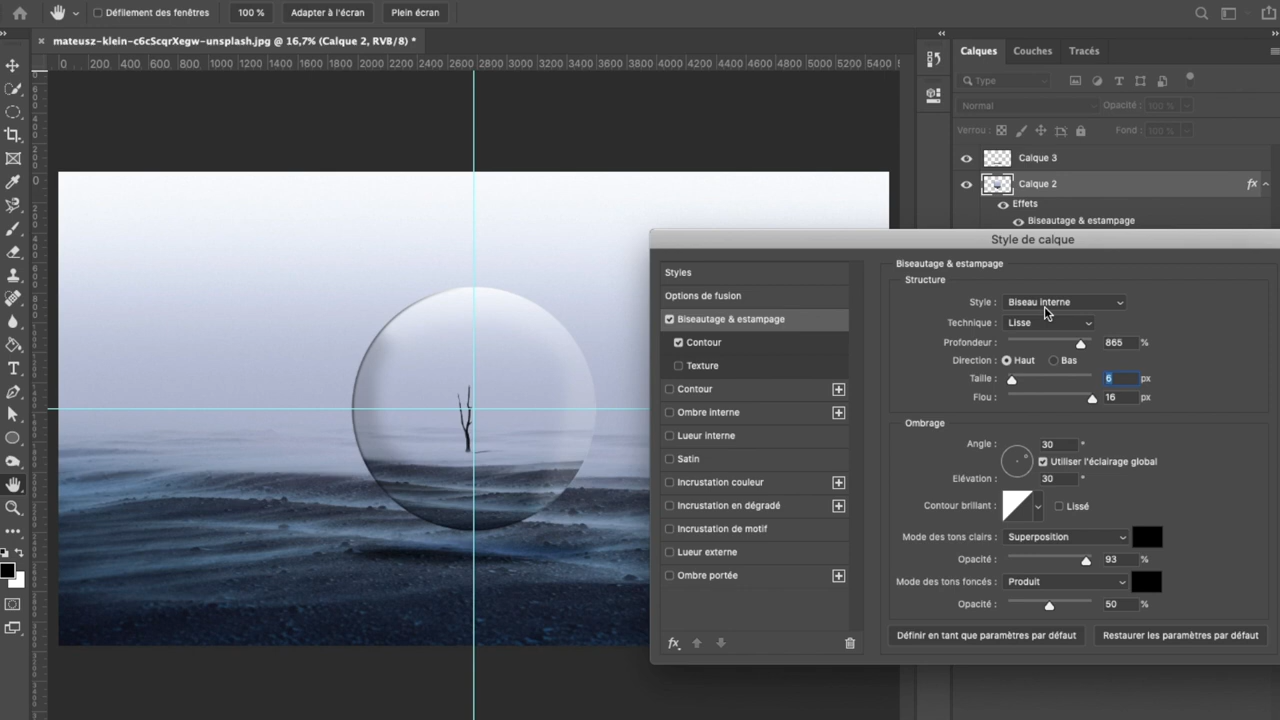 Défilement des fenêtres
100 %
Adapter à l'écran
Plein écran
mateusz-klein-c6cScqrXegw-unsplash.jpg @ 16,7% (Calque 2, RVB/8) *
0 200 400 600 800 1000 1200 1400 1600 1800 2000 2200 2400 2600 2800 3000 3200 3400 3600 3800 4000 4200 4400 4600 4800 5000 5200 5400
Calques
Couches
Tracés
Type
Normal
Opacité : 100 %
Verrou :
Fond : 100 %
Calque 3
Calque 2
fx
Effets
Biseautage & estampage
Style de calque
Styles
Options de fusion
Biseautage & estampage
Contour
Texture
Contour
Ombre interne
Lueur interne
Satin
Incrustation couleur
Incrustation en dégradé
Incrustation de motif
Lueur externe
Ombre portée
fx
Biseautage & estampage
Structure
Style : Biseau interne
Technique : Lisse
Profondeur : 865 %
Direction : Haut Bas
Taille : 6 px
Flou : 16 px
Ombrage
Angle : 30 °
Utiliser l'éclairage global
Elévation : 30 °
Contour brillant : Lissé
Mode des tons clairs : Superposition
Opacité : 93 %
Mode des tons foncés : Produit
Opacité : 50 %
Définir en tant que paramètres par défaut
Restaurer les paramètres par défaut